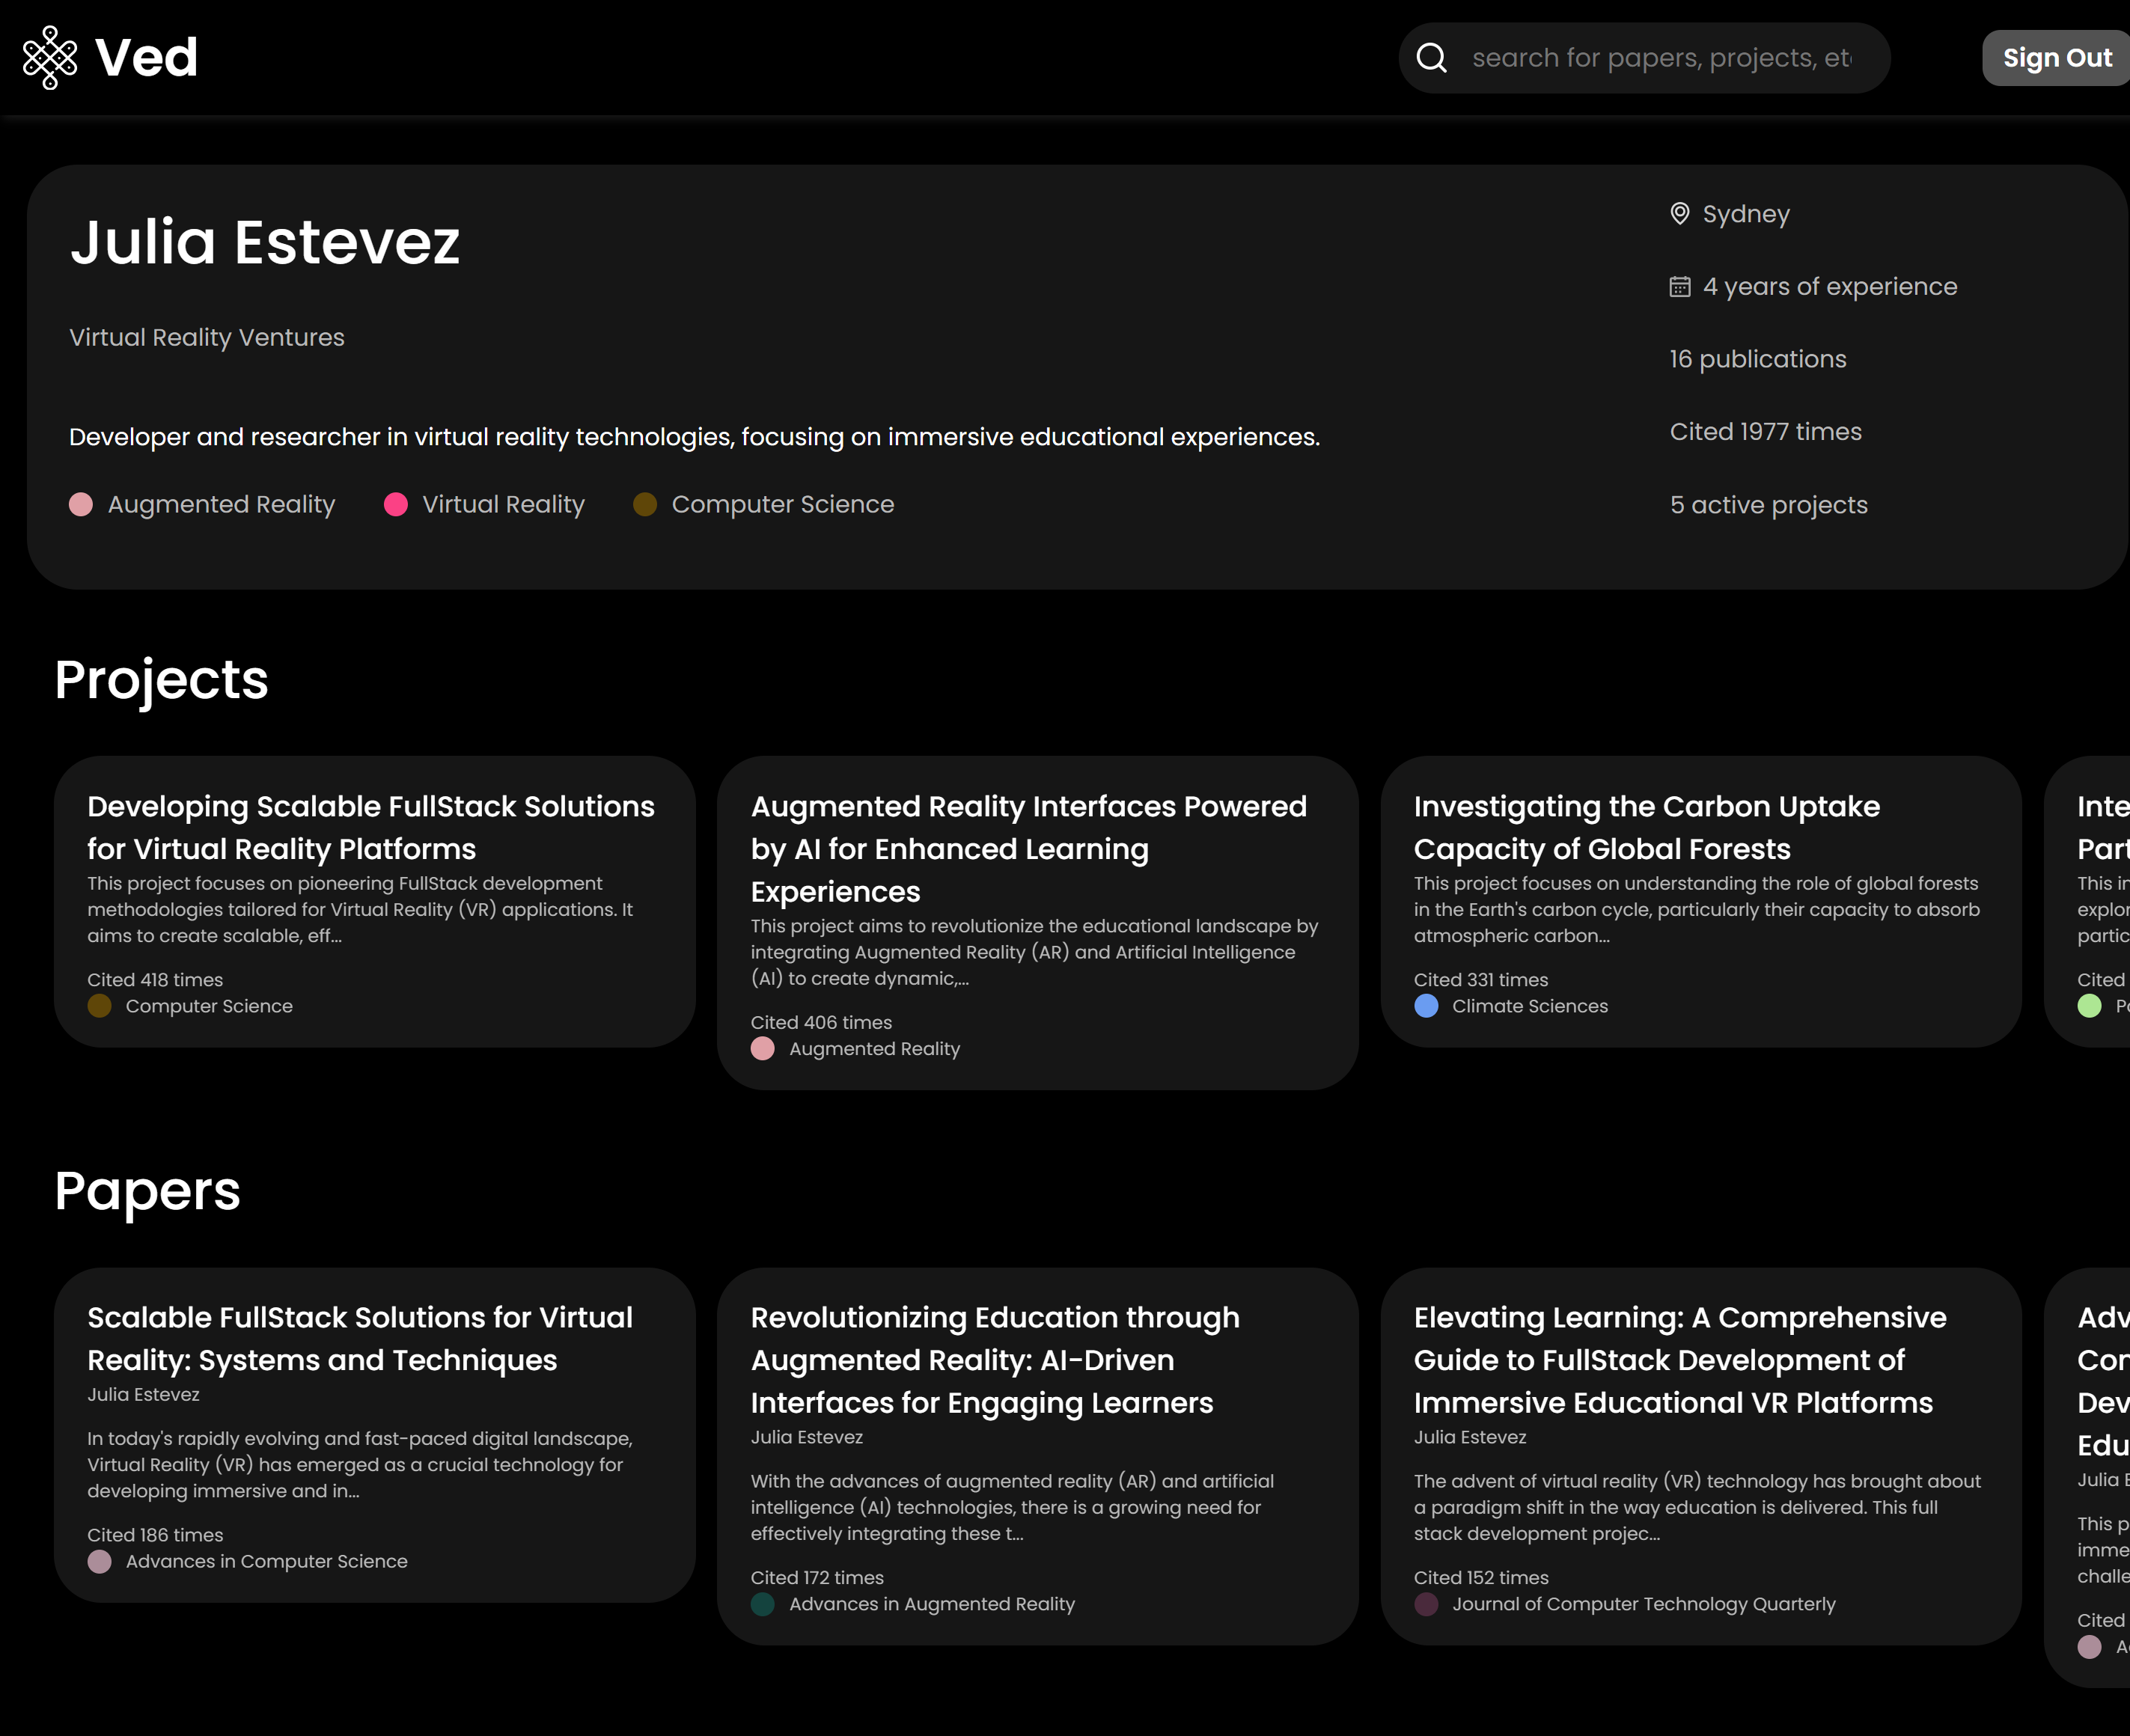 Ved
search for papers, projects, etc
Sign Out
Julia Estevez
Virtual Reality Ventures
Developer and researcher in virtual reality technologies, focusing on immersive educational experiences.
Augmented Reality
Virtual Reality
Computer Science
Sydney
4 years of experience
16 publications
Cited 1977 times
5 active projects
Projects
Developing Scalable FullStack Solutions
for Virtual Reality Platforms
This project focuses on pioneering FullStack development
methodologies tailored for Virtual Reality (VR) applications. It
aims to create scalable, eff...
Cited 418 times
Computer Science
Augmented Reality Interfaces Powered
by AI for Enhanced Learning
Experiences
This project aims to revolutionize the educational landscape by
integrating Augmented Reality (AR) and Artificial Intelligence
(AI) to create dynamic,...
Cited 406 times
Augmented Reality
Investigating the Carbon Uptake
Capacity of Global Forests
This project focuses on understanding the role of global forests
in the Earth's carbon cycle, particularly their capacity to absorb
atmospheric carbon...
Cited 331 times
Climate Sciences
Inte
Part
This in
explor
partic
Cited
Papers
Scalable FullStack Solutions for Virtual
Reality: Systems and Techniques
Julia Estevez
In today's rapidly evolving and fast-paced digital landscape,
Virtual Reality (VR) has emerged as a crucial technology for
developing immersive and in...
Cited 186 times
Advances in Computer Science
Revolutionizing Education through
Augmented Reality: AI-Driven
Interfaces for Engaging Learners
Julia Estevez
With the advances of augmented reality (AR) and artificial
intelligence (AI) technologies, there is a growing need for
effectively integrating these t...
Cited 172 times
Advances in Augmented Reality
Elevating Learning: A Comprehensive
Guide to FullStack Development of
Immersive Educational VR Platforms
Julia Estevez
The advent of virtual reality (VR) technology has brought about
a paradigm shift in the way education is delivered. This full
stack development projec...
Cited 152 times
Journal of Computer Technology Quarterly
Adv
Con
Dev
Edu
Julia E
This p
imme
challe
Cited